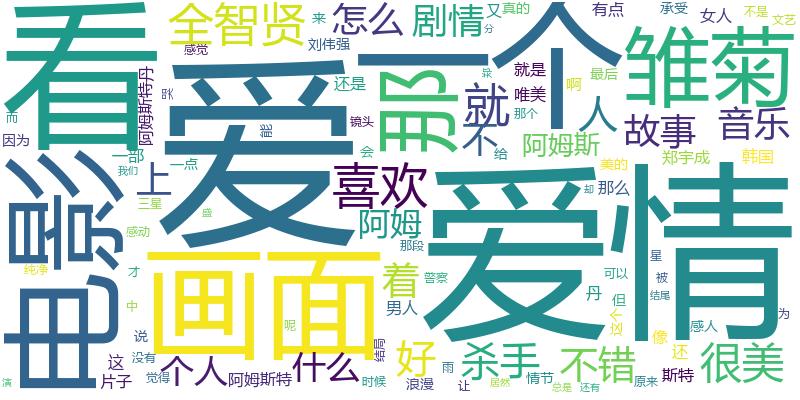 看
全智贤
怎么
剧情
又
真的
分
有点
承受
女人
不是
文艺
来
感觉
刘伟强
爱
一个
雏菊
那
就
不
还是
就是
唯美
最后
啊
人
故事
音乐
那个
给
阿姆斯
郑宇成
韩国
美的
而
因为
阿姆斯特丹
一部
我们
一点
能
镜头
会
喜欢
电影
上
三星
盛
感动
阿姆
那段
爱情
却
那么
画面
着
警察
男人
丹
但
可以
这个
星
被
结尾
为
纯净
才
中
呢
说
没有
觉得
这
片子
演
个人
阿姆斯特
什么
结局
时候
好
浪漫
雨
让
杀手
居然
情节
总是
不错
还有
原来
像
还
斯特
感人
很美